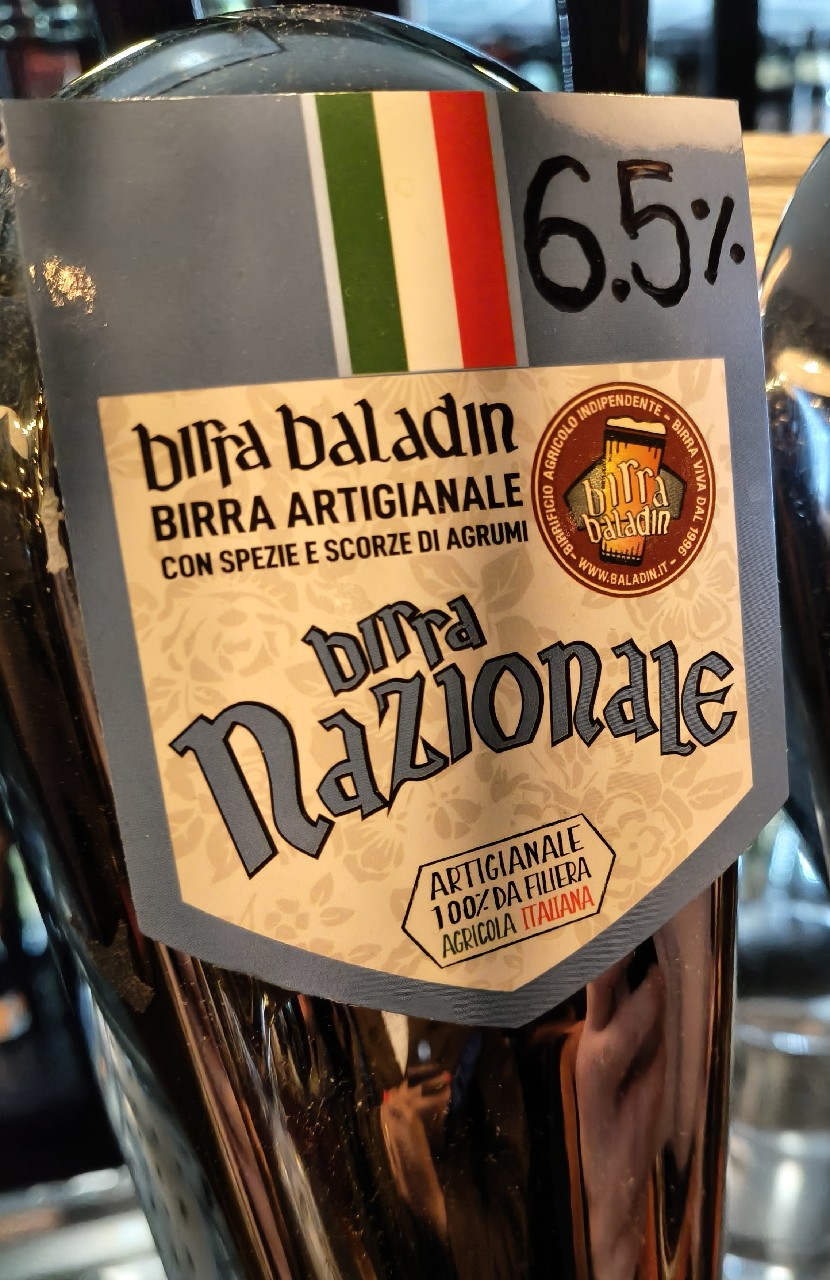 6.5%
birra baladin
BIRRA ARTIGIANALE
CON SPEZIE E SCORZE DI AGRUMI
BIRRIFICIO AGRICOLO INDIPENDENTE - BIRRA VIVA DAL 1996 - WWW.BALADIN.IT -
birra
baladin
birra
Nazionale
ARTIGIANALE
100% DA FILIERA
AGRICOLA ITALIANA